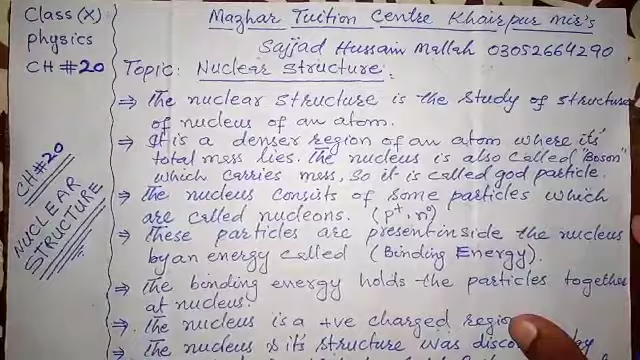 Class (X)
physics
CH #20
Mazhar Tuition Centre Khairpur mir's
Sajjad Hussain Mallah 03052664290
Topic: Nuclear Structure.
⇒ The nuclear structure is the study of structure
of nucleus of an atom.
⇒ It is a denser region of an atom where its'
total mass lies. The nucleus is also called "Boson"
which carries mass, so it is called god particle.
⇒ The nucleus consists of some particles which
are called nucleons. (p+, n°)
⇒ These particles are present inside the nucleus
by an energy called (Binding Energy).
⇒ The binding energy holds the particles together
at nucleus.
⇒ The nucleus is a +ve charged
⇒ The nucleus & it's structure was
CH #20
NUCLEAR
STRUCTURE